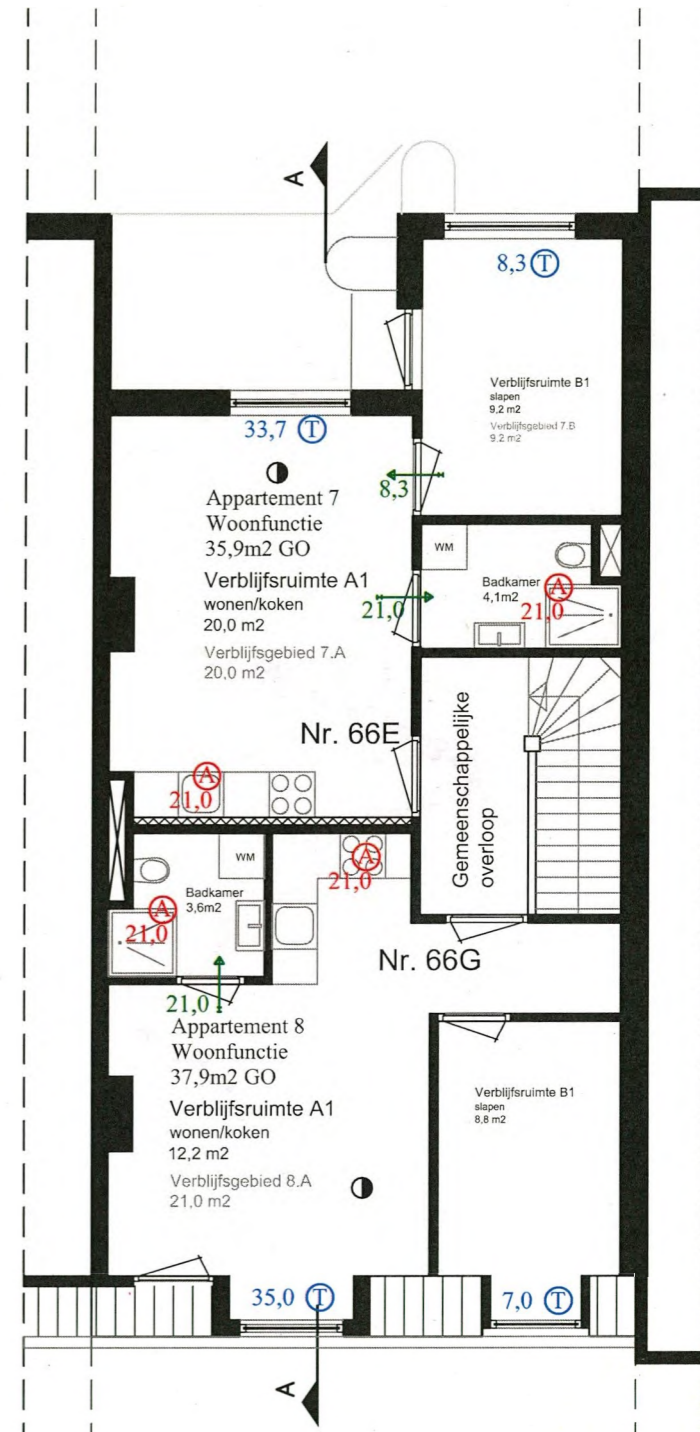 A
8,3 T
Verblijfsruimte B1
slapen
9,2 m2
Verblijfsgebied 7.B
9,2 m2
33,7 T
8,3
Appartement 7
Woonfunctie
35,9m2 GO
Verblijfsruimte A1
wonen/koken
20,0 m2
Verblijfsgebied 7.A
20,0 m2
WM
Badkamer
4,1m2
A
21,0
21,0
Nr. 66E
Gemeenschappelijke
overloop
A
21,0
WM
Badkamer
3,6m2
A
21,0
A
21,0
Nr. 66G
21,0
Appartement 8
Woonfunctie
37,9m2 GO
Verblijfsruimte A1
wonen/koken
12,2 m2
Verblijfsgebied 8.A
21,0 m2
Verblijfsruimte B1
slapen
8,8 m2
35,0 T
7,0 T
A